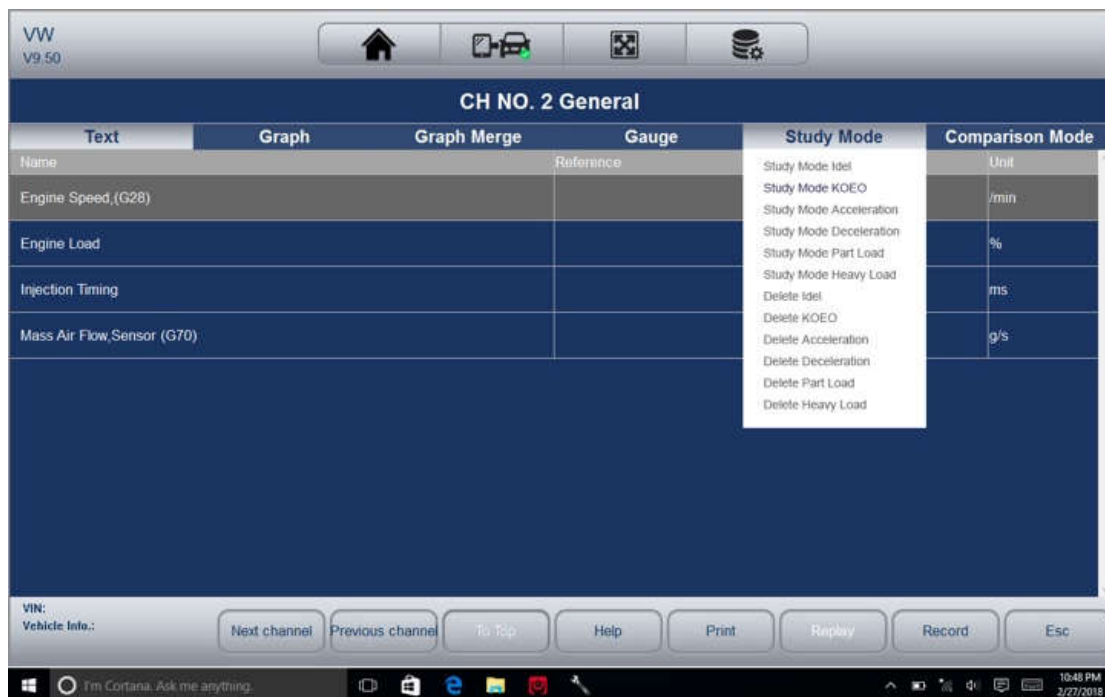 VW
V9.50
CH NO. 2 General
Text Graph Graph Merge Gauge Study Mode Comparison Mode
Name Reference Unit
Engine Speed,(G28) /min
Engine Load %
Injection Timing ms
Mass Air Flow,Sensor (G70) g/s
Study Mode Idel
Study Mode KOEO
Study Mode Acceleration
Study Mode Deceleration
Study Mode Part Load
Study Mode Heavy Load
Delete Idel
Delete KOEO
Delete Acceleration
Delete Deceleration
Delete Part Load
Delete Heavy Load
VIN:
Vehicle Info.:
Next channel Previous channel To Top Help Print Replay Record Esc
I'm Cortana. Ask me anything.
10:48 PM
2/27/2018